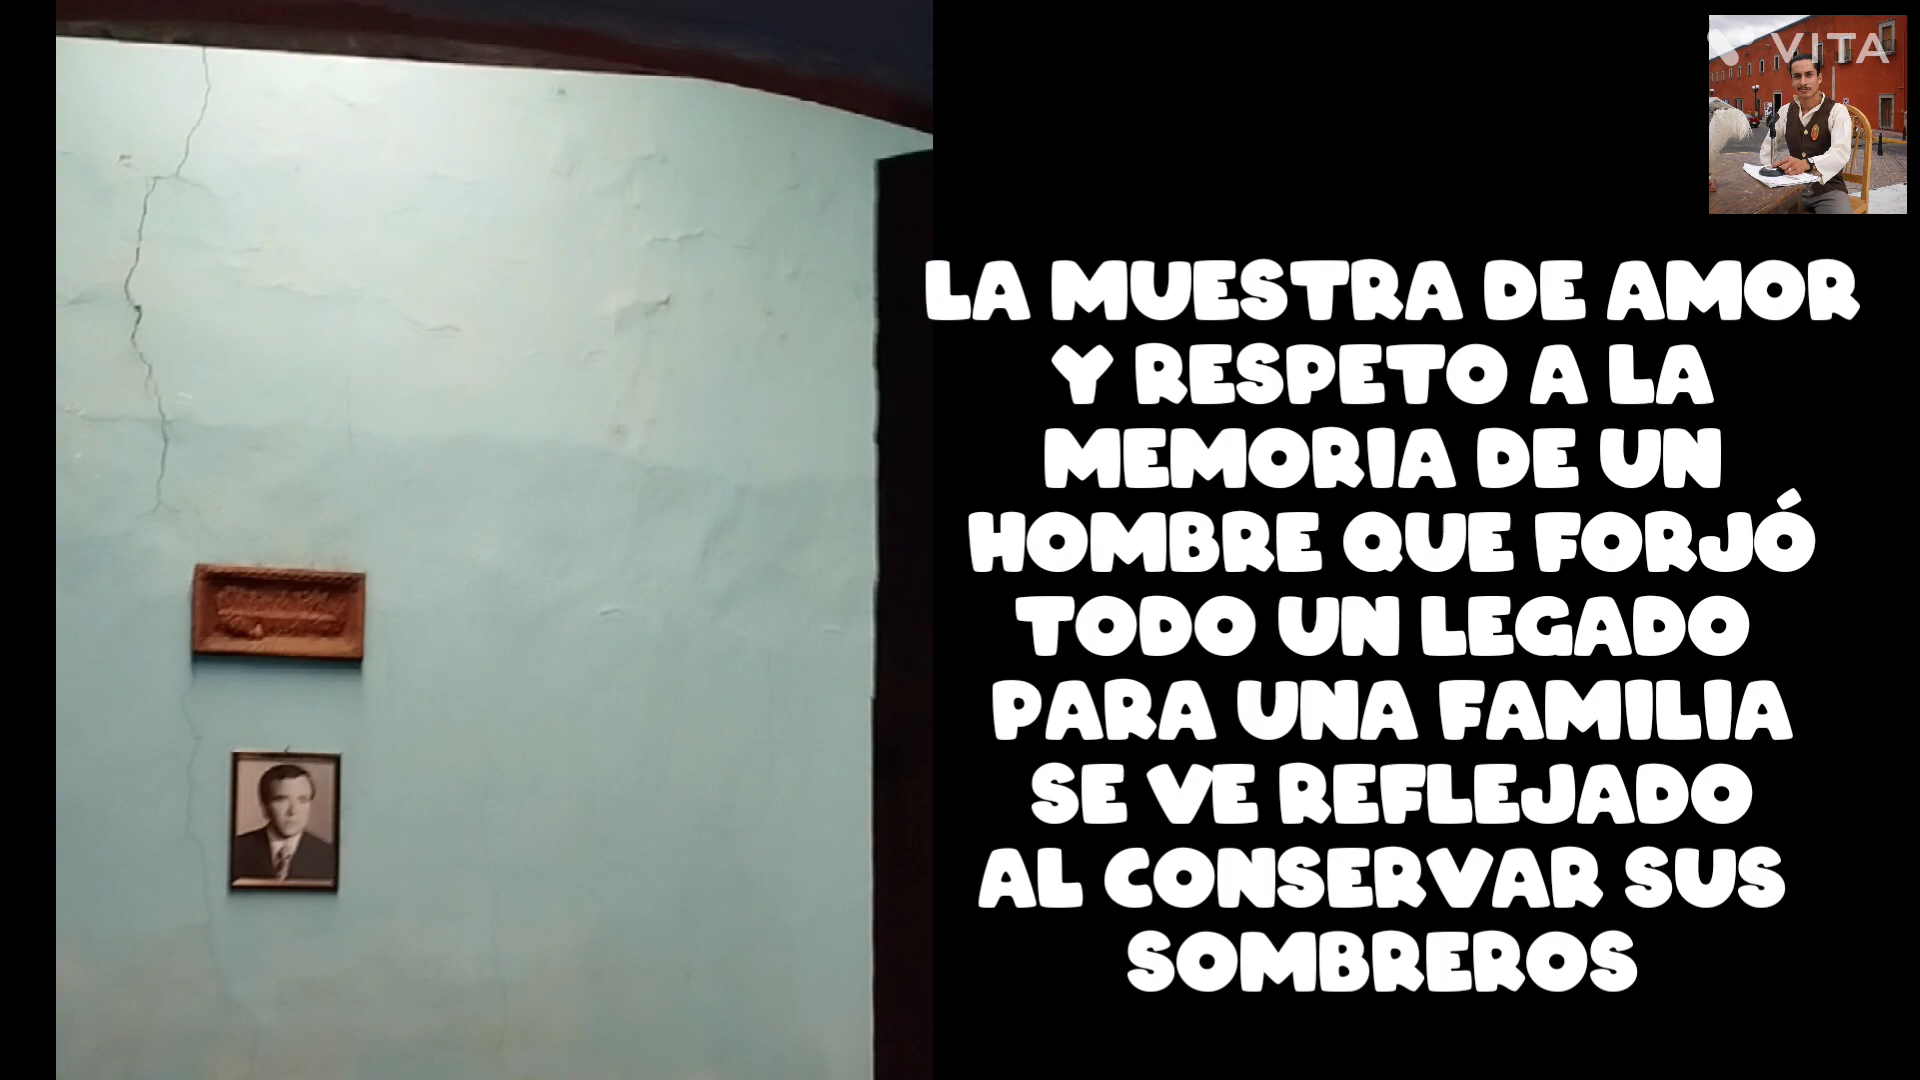 VITA
LA MUESTRA DE AMOR
Y RESPETO A LA
MEMORIA DE UN
HOMBRE QUE FORJÓ
TODO UN LEGADO
PARA UNA FAMILIA
SE VE REFLEJADO
AL CONSERVAR SUS
SOMBREROS